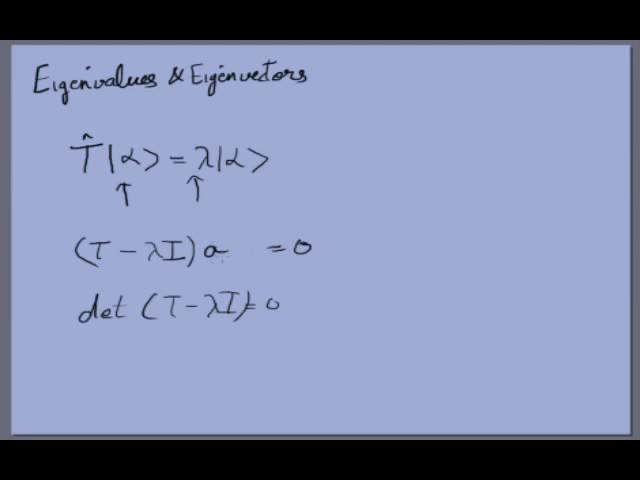 Eigenvalues & Eigenvectors
T̂|α> = λ|α>
↑ ↑
(T - λI)a = 0
det (T - λI) = 0